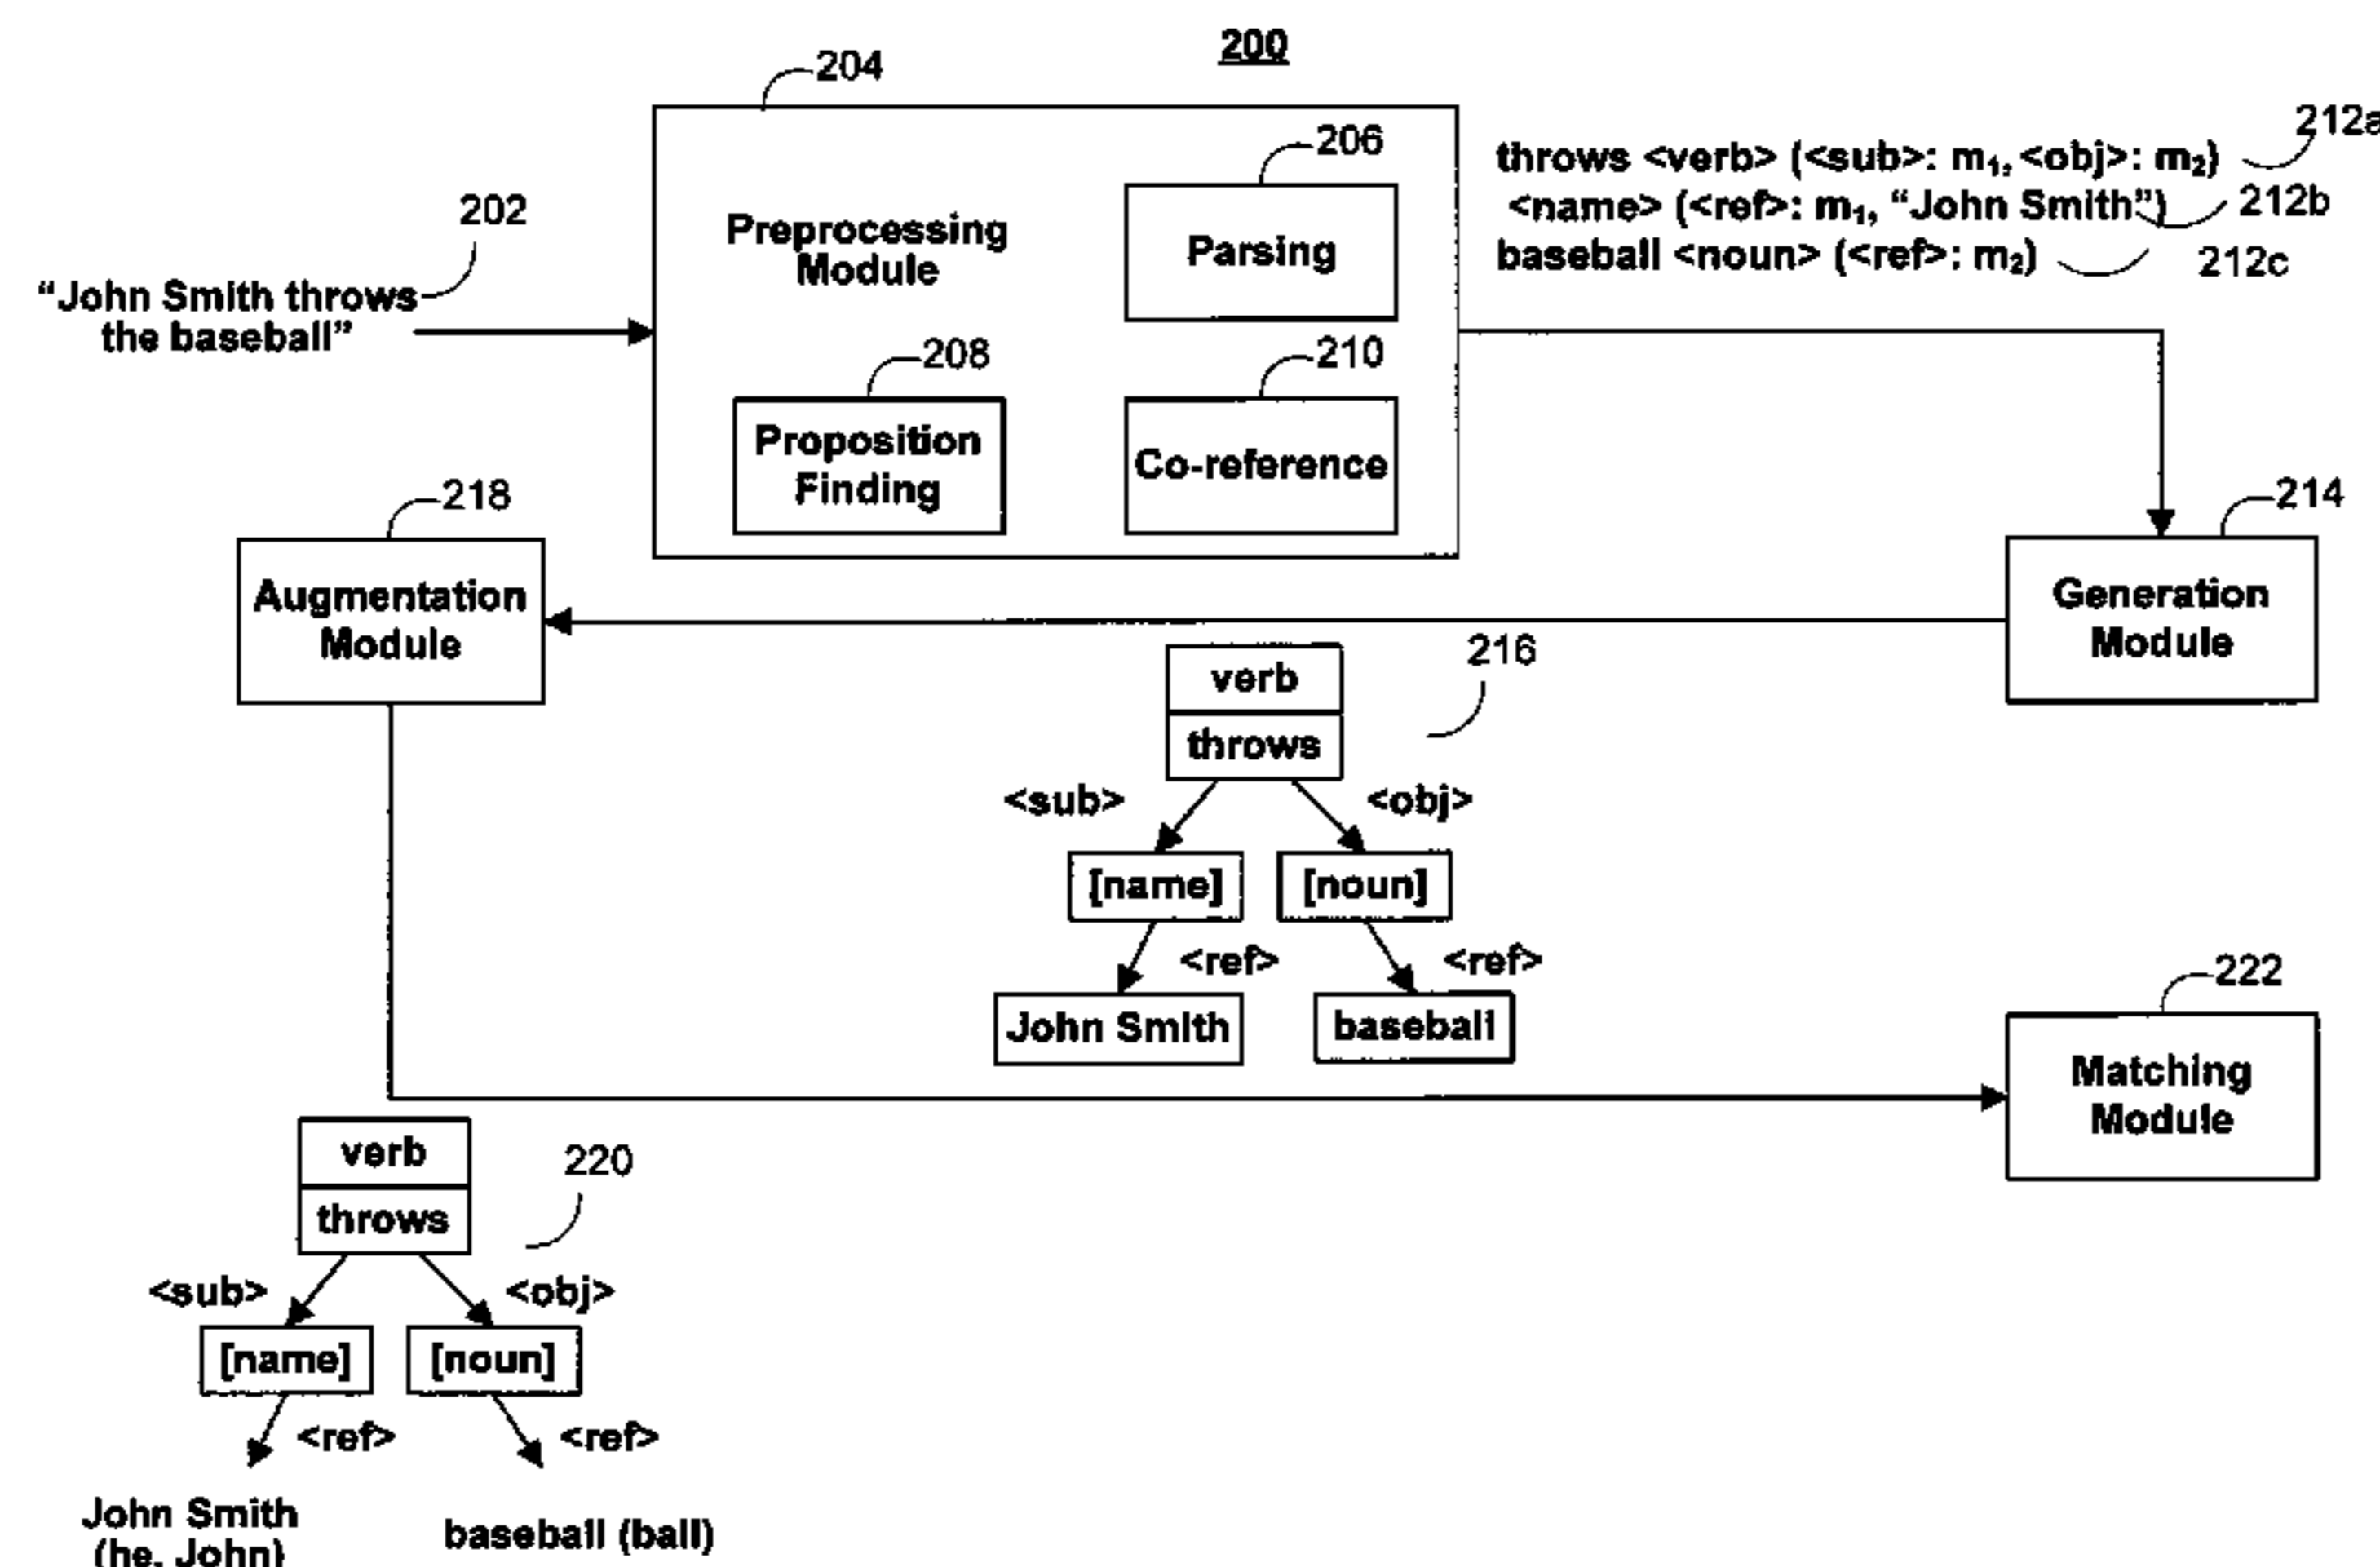 200
204
206
throws <verb> (<sub>: m₁, <obj>: m₂)
212a
<name> (<ref>: m₁, “John Smith”)
212b
baseball <noun> (<ref>: m₂)
212c
202
“John Smith throws
the baseball”
Preprocessing
Module
Parsing
208
210
Proposition
Finding
Co-reference
218
214
Augmentation
Module
Generation
Module
216
verb
throws
<sub>
<obj>
[name]
[noun]
<ref>
<ref>
John Smith
baseball
222
Matching
Module
verb
220
throws
<sub>
<obj>
[name]
[noun]
<ref>
<ref>
John Smith
(he, John)
baseball (ball)